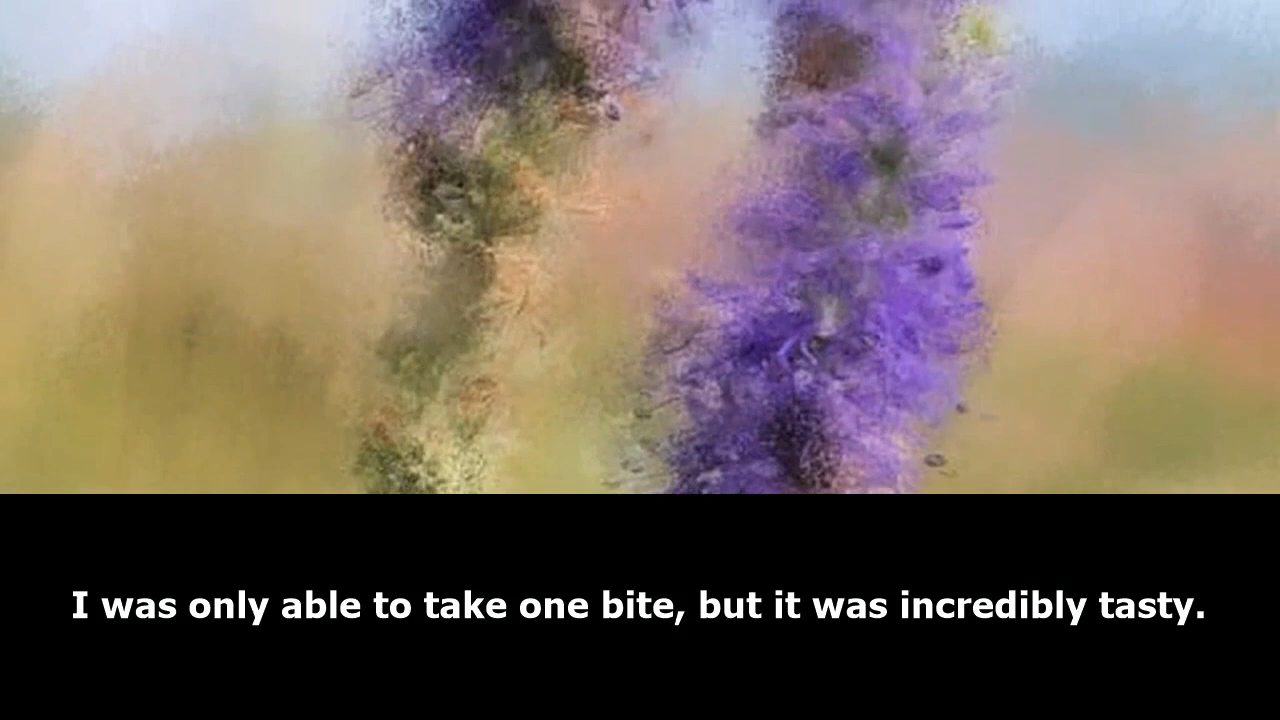 I was only able to take one bite, but it was incredibly tasty.